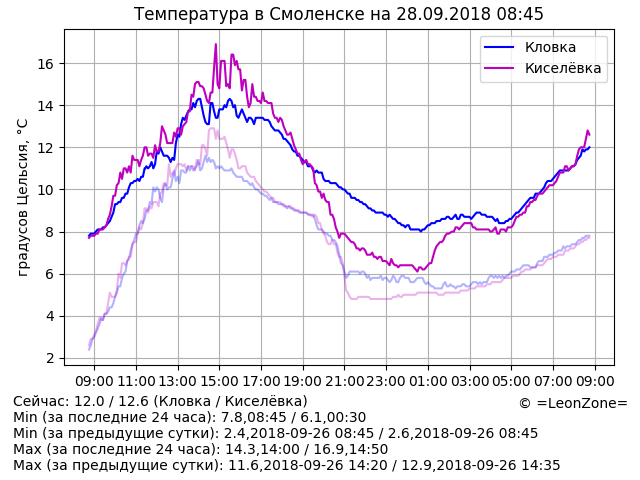 Температура в Смоленске на 28.09.2018 08:45
Кловка
Киселёвка
градусов Цельсия, °C
16
14
12
10
8
6
4
2
09:00 11:00 13:00 15:00 17:00 19:00 21:00 23:00 01:00 03:00 05:00 07:00 09:00
Сейчас: 12.0 / 12.6 (Кловка / Киселёвка)
© =LeonZone=
Min (за последние 24 часа): 7.8,08:45 / 6.1,00:30
Min (за предыдущие сутки): 2.4,2018-09-26 08:45 / 2.6,2018-09-26 08:45
Max (за последние 24 часа): 14.3,14:00 / 16.9,14:50
Max (за предыдущие сутки): 11.6,2018-09-26 14:20 / 12.9,2018-09-26 14:35